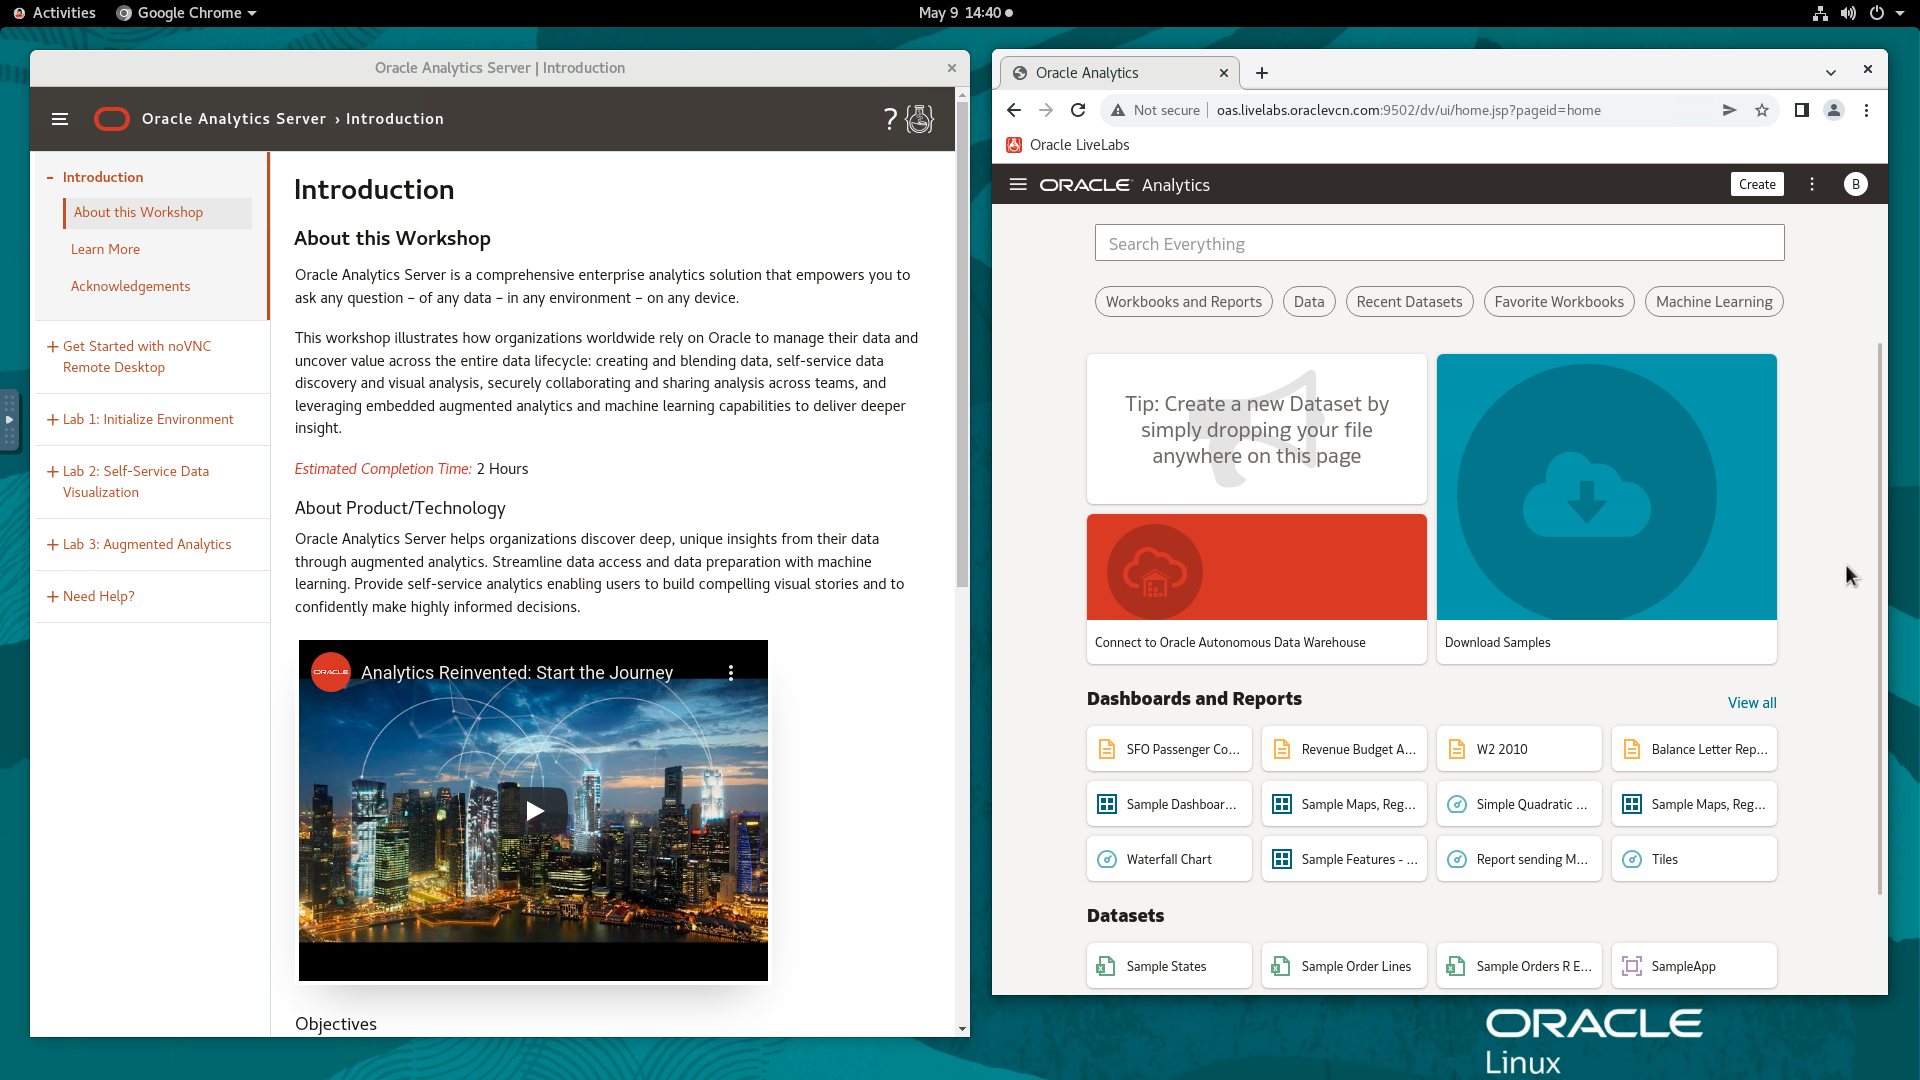 Activities
Google Chrome
May 9 14:40
Oracle Analytics Server | Introduction
Oracle Analytics Server › Introduction
?
- Introduction
About this Workshop
Learn More
Acknowledgements
+ Get Started with noVNC
Remote Desktop
+ Lab 1: Initialize Environment
+ Lab 2: Self-Service Data
Visualization
+ Lab 3: Augmented Analytics
+ Need Help?
Introduction
About this Workshop
Oracle Analytics Server is a comprehensive enterprise analytics solution that empowers you to
ask any question – of any data – in any environment – on any device.
This workshop illustrates how organizations worldwide rely on Oracle to manage their data and
uncover value across the entire data lifecycle: creating and blending data, self-service data
discovery and visual analysis, securely collaborating and sharing analysis across teams, and
leveraging embedded augmented analytics and machine learning capabilities to deliver deeper
insight.
Estimated Completion Time: 2 Hours
About Product/Technology
Oracle Analytics Server helps organizations discover deep, unique insights from their data
through augmented analytics. Streamline data access and data preparation with machine
learning. Provide self-service analytics enabling users to build compelling visual stories and to
confidently make highly informed decisions.
ORACLE
Analytics Reinvented: Start the Journey
Objectives
Oracle Analytics
Not secure
oas.livelabs.oraclevcn.com:9502/dv/ui/home.jsp?pageid=home
Oracle LiveLabs
ORACLE Analytics
Create
B
Search Everything
Workbooks and Reports
Data
Recent Datasets
Favorite Workbooks
Machine Learning
Tip: Create a new Dataset by
simply dropping your file
anywhere on this page
Connect to Oracle Autonomous Data Warehouse
Download Samples
Dashboards and Reports
View all
SFO Passenger Co...
Revenue Budget A...
W2 2010
Balance Letter Rep...
Sample Dashboar...
Sample Maps, Reg...
Simple Quadratic ...
Sample Maps, Reg...
Waterfall Chart
Sample Features - ...
Report sending M...
Tiles
Datasets
Sample States
Sample Order Lines
Sample Orders R E...
SampleApp
ORACLE
Linux